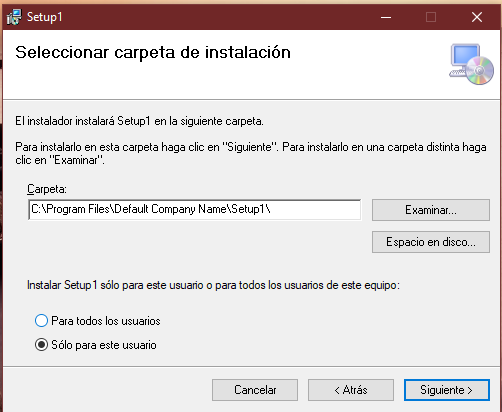 Setup1
Seleccionar carpeta de instalación
El instalador instalará Setup1 en la siguiente carpeta.
Para instalarlo en esta carpeta haga clic en "Siguiente". Para instalarlo en una carpeta distinta haga
clic en "Examinar".
Carpeta:
C:\Program Files\Default Company Name\Setup1\
Examinar...
Espacio en disco...
Instalar Setup1 sólo para este usuario o para todos los usuarios de este equipo:
Para todos los usuarios
Sólo para este usuario
Cancelar
< Atrás
Siguiente >